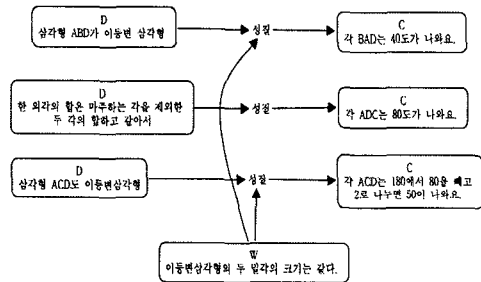 D
삼각형 ABD가 이등변 삼각형
성질
C
각 BAD는 40도가 나와요.
D
한 외각의 합은 마주하는 각을 제외한
두 각의 합하고 같아서
성질
C
각 ADC는 80도가 나와요.
D
삼각형 ACD도 이등변삼각형
성질
C
각 ACD는 180에서 80을 빼고
2로 나누면 50이 나와요.
W
이등변삼각형의 두 밑각의 크기는 같다.